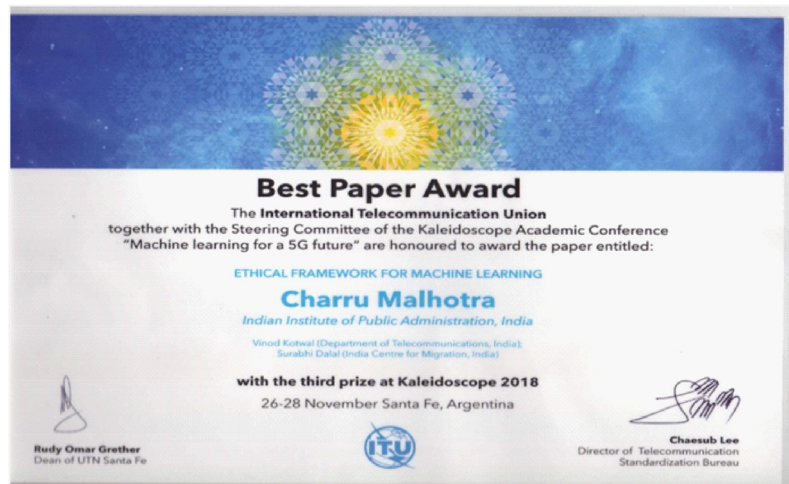 Best Paper Award
The International Telecommunication Union
together with the Steering Committee of the Kaleidoscope Academic Conference
"Machine learning for a 5G future" are honoured to award the paper entitled:
ETHICAL FRAMEWORK FOR MACHINE LEARNING
Charru Malhotra
Indian Institute of Public Administration, India
Vinod Kotwal (Department of Telecommunications, India);
Surabhi Dalal (India Centre for Migration, India)
with the third prize at Kaleidoscope 2018
26-28 November Santa Fe, Argentina
Rudy Omar Grether
Dean of UTN Santa Fe
ITU
Chaesub Lee
Director of Telecommunication
Standardization Bureau